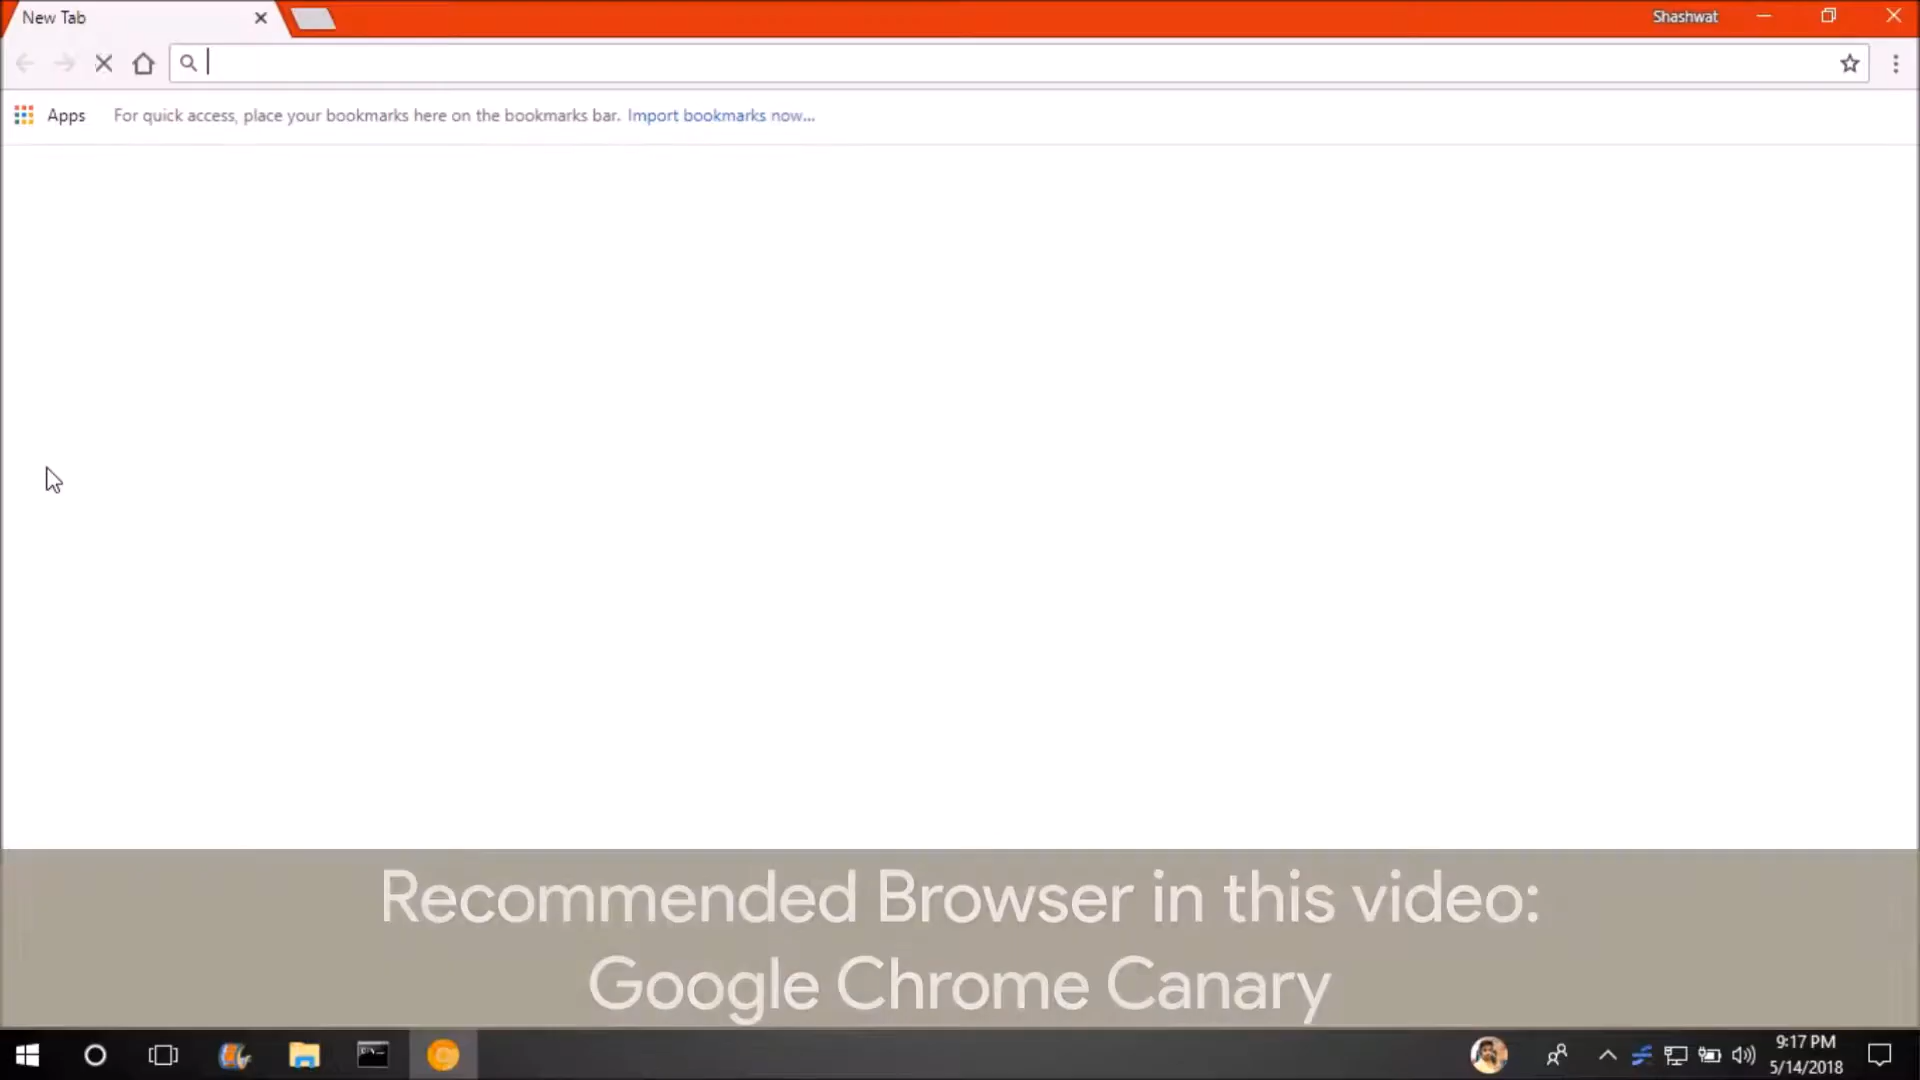 New Tab
Shashwat
Apps For quick access, place your bookmarks here on the bookmarks bar. Import bookmarks now...
Recommended Browser in this video:
Google Chrome Canary
9:17 PM
5/14/2018